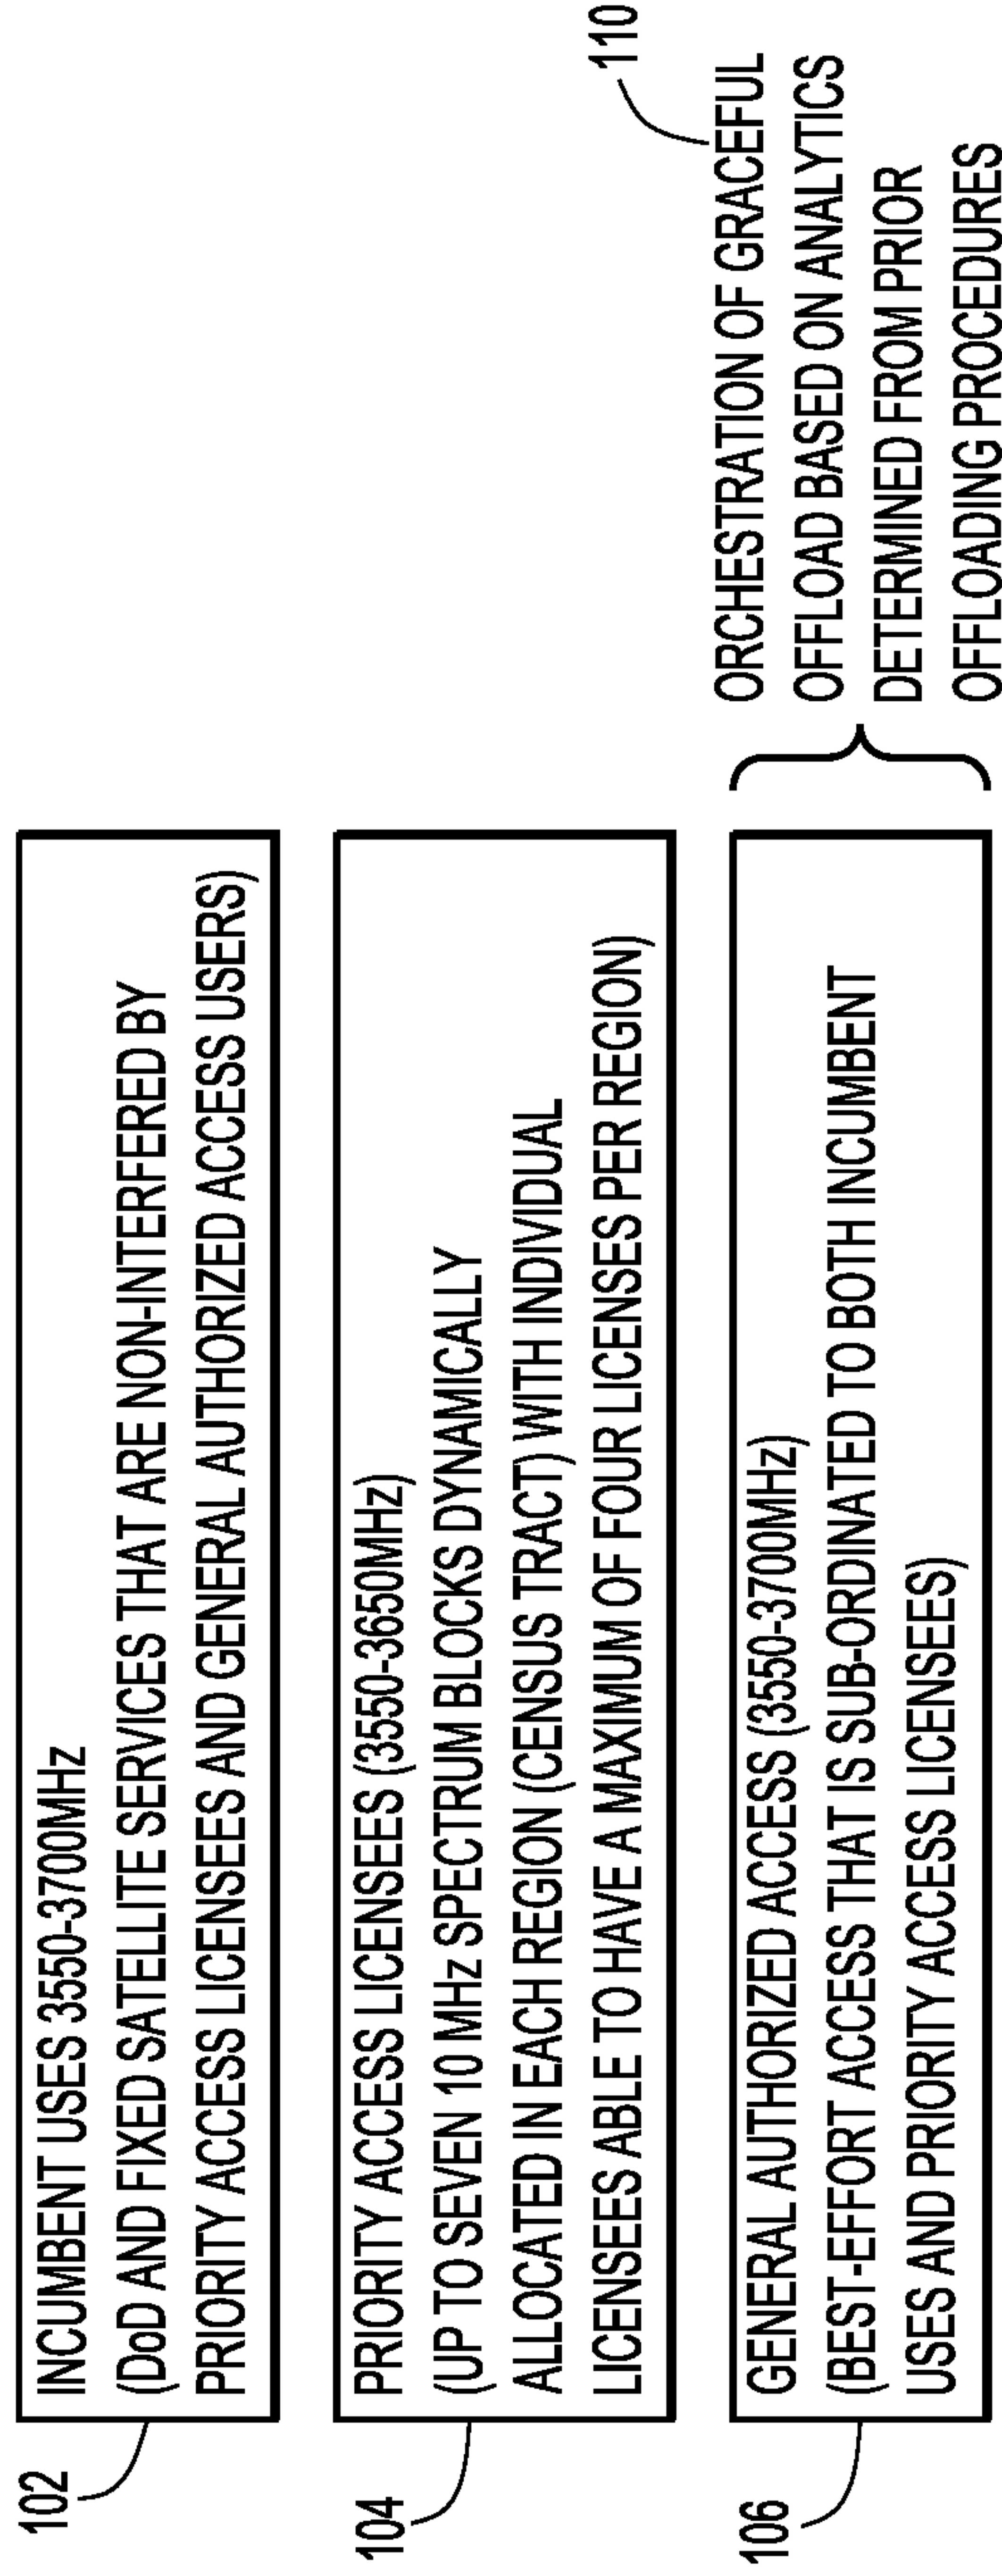 102
INCUMBENT USES 3550-3700MHz
(DoD AND FIXED SATELLITE SERVICES THAT ARE NON-INTERFERED BY
PRIORITY ACCESS LICENSEES AND GENERAL AUTHORIZED ACCESS USERS)
104
PRIORITY ACCESS LICENSEES (3550-3650MHz)
(UP TO SEVEN 10 MHz SPECTRUM BLOCKS DYNAMICALLY
ALLOCATED IN EACH REGION (CENSUS TRACT) WITH INDIVIDUAL
LICENSEES ABLE TO HAVE A MAXIMUM OF FOUR LICENSES PER REGION)
106
GENERAL AUTHORIZED ACCESS (3550-3700MHz)
(BEST-EFFORT ACCESS THAT IS SUB-ORDINATED TO BOTH INCUMBENT
USES AND PRIORITY ACCESS LICENSEES)
110
ORCHESTRATION OF GRACEFUL
OFFLOAD BASED ON ANALYTICS
DETERMINED FROM PRIOR
OFFLOADING PROCEDURES